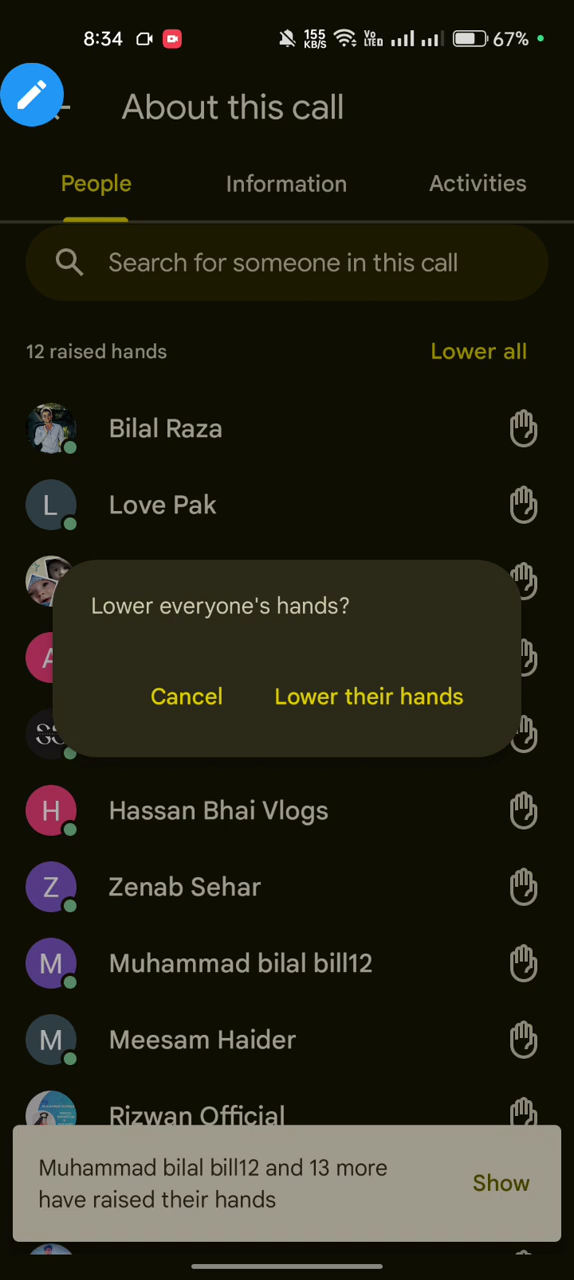 8:34
155
KB/S
Vo
LTED
67%
About this call
People
Information
Activities
Search for someone in this call
12 raised hands
Lower all
Bilal Raza
L
Love Pak
A
Lower everyone's hands?
Cancel
Lower their hands
H
Hassan Bhai Vlogs
Z
Zenab Sehar
M
Muhammad bilal bill12
M
Meesam Haider
Rizwan Official
Muhammad bilal bill12 and 13 more
have raised their hands
Show